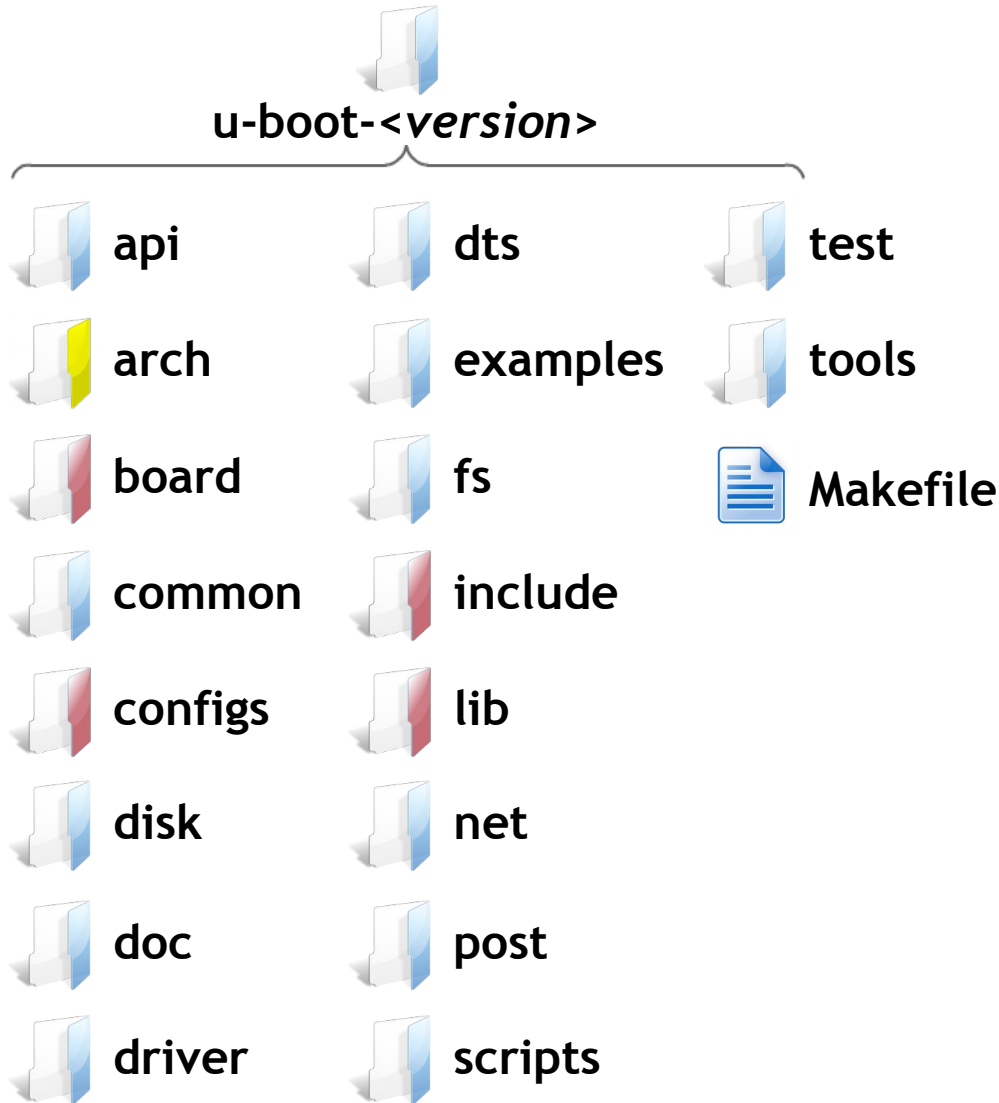 u-boot-<version>
api
arch
board
common
configs
disk
doc
driver
dts
examples
fs
include
lib
net
post
scripts
test
tools
Makefile